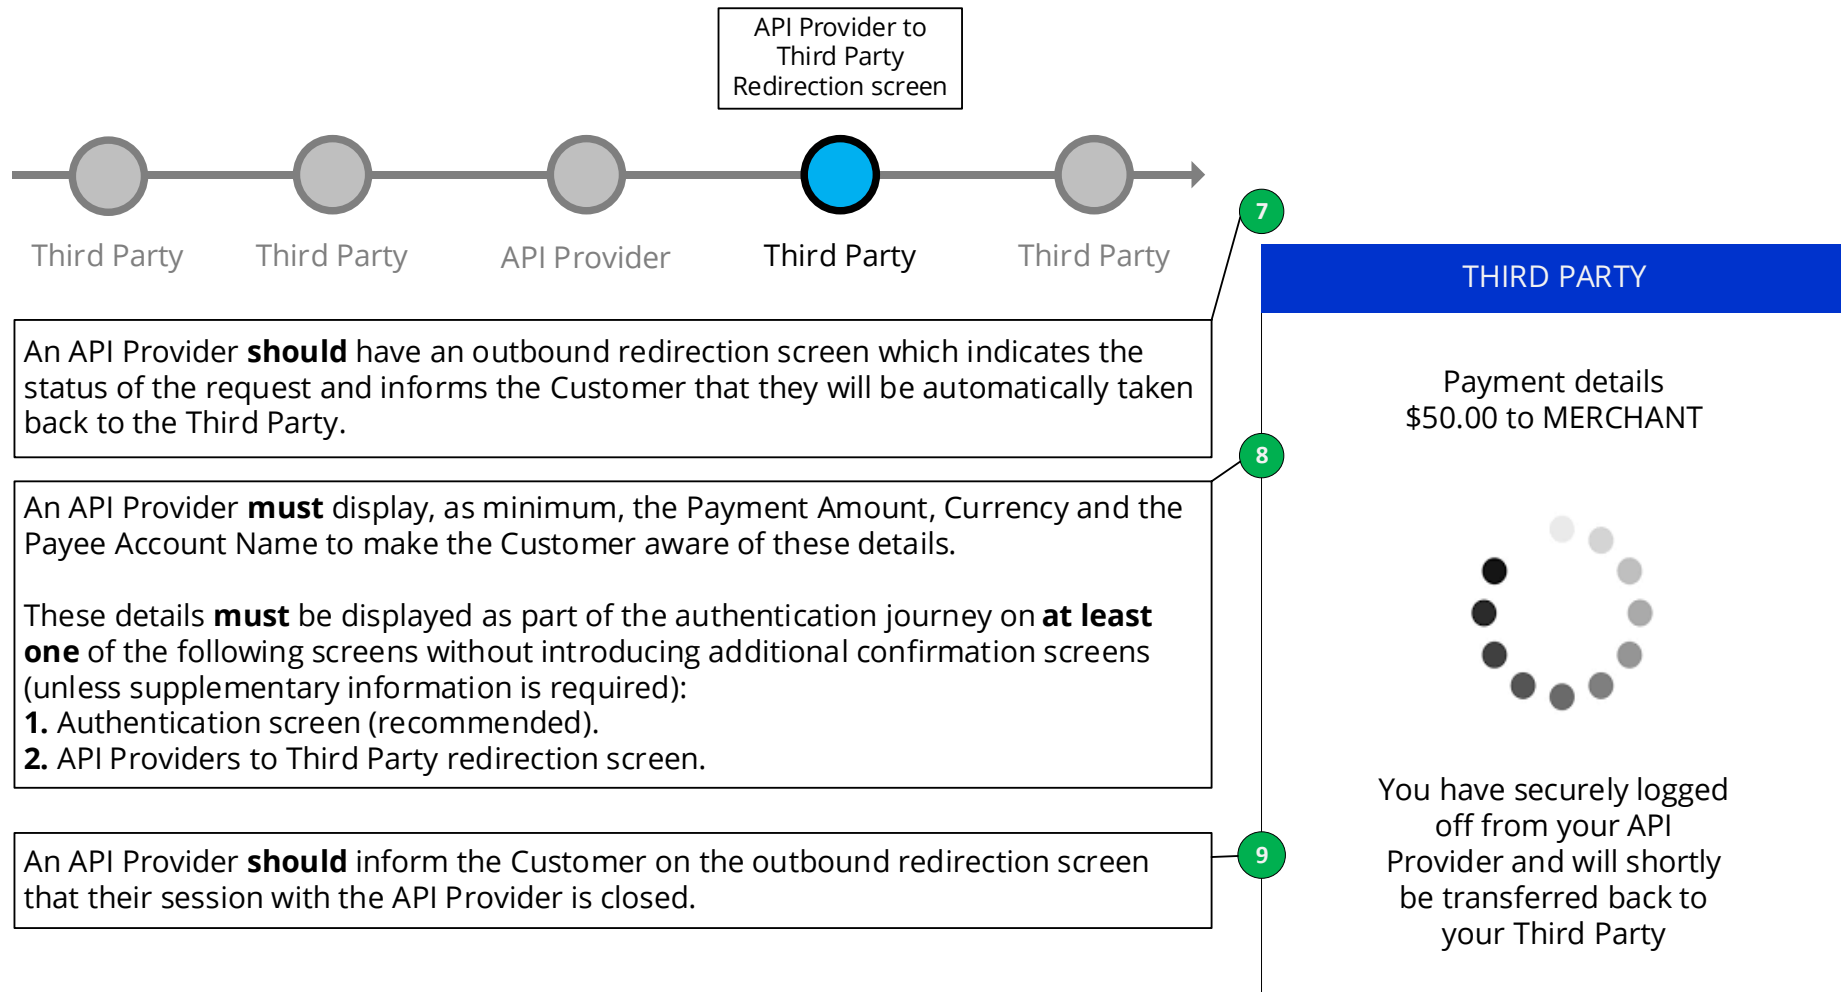 API Provider to
Third Party
Redirection screen
Third Party
Third Party
API Provider
Third Party
Third Party
7
An API Provider should have an outbound redirection screen which indicates the
status of the request and informs the Customer that they will be automatically taken
back to the Third Party.
8
An API Provider must display, as minimum, the Payment Amount, Currency and the
Payee Account Name to make the Customer aware of these details.
These details must be displayed as part of the authentication journey on at least
one of the following screens without introducing additional confirmation screens
(unless supplementary information is required):
1. Authentication screen (recommended).
2. API Providers to Third Party redirection screen.
9
An API Provider should inform the Customer on the outbound redirection screen
that their session with the API Provider is closed.
THIRD PARTY
Payment details
$50.00 to MERCHANT
You have securely logged
off from your API
Provider and will shortly
be transferred back to
your Third Party